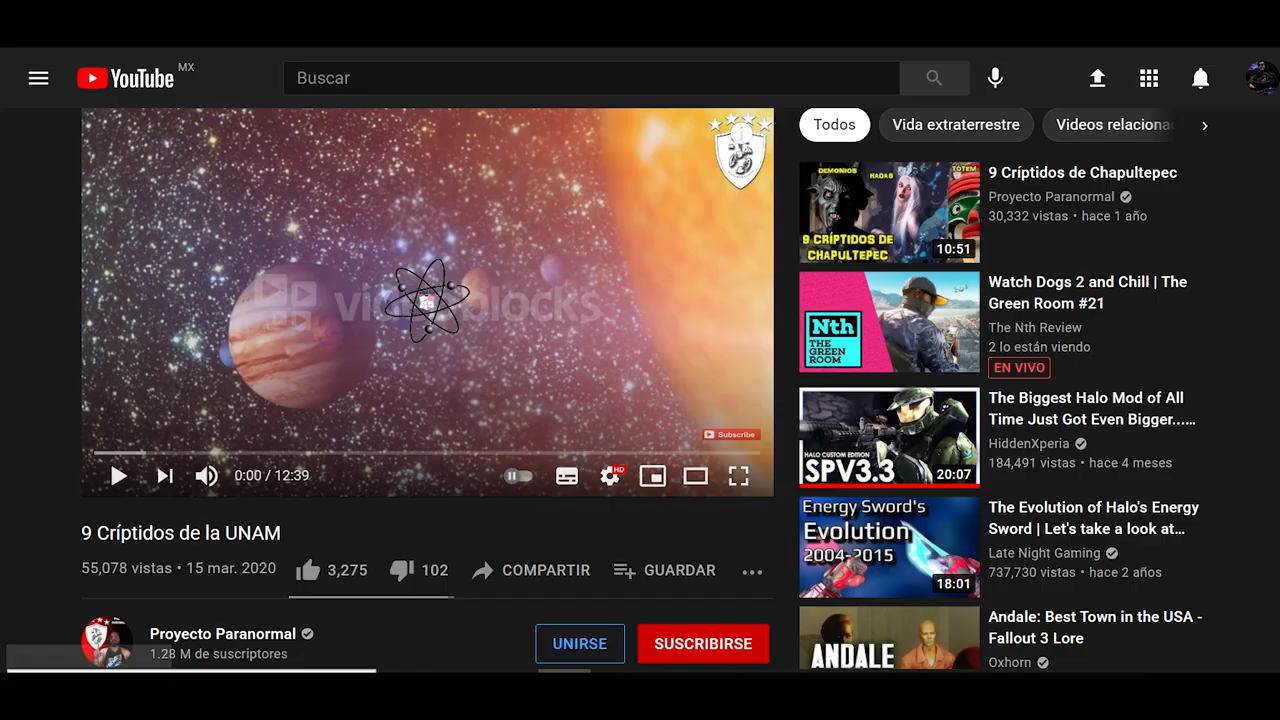 YouTube MX
Buscar
videoblocks
Subscribe
0:00 / 12:39
HD
9 Críptidos de la UNAM
55,078 vistas • 15 mar. 2020
3,275
102
COMPARTIR
GUARDAR
Proyecto Paranormal
1.28 M de suscriptores
UNIRSE
SUSCRIBIRSE
Todos
Vida extraterrestre
Videos relaciona
DEMONIOS
HADAS
TÓTEM
9 CRÍPTIDOS DE
CHAPULTEPEC
10:51
9 Críptidos de Chapultepec
Proyecto Paranormal
30,332 vistas • hace 1 año
Nth
THE
GREEN
ROOM
Watch Dogs 2 and Chill | The
Green Room #21
The Nth Review
2 lo están viendo
EN VIVO
HALO CUSTOM EDITION
SPV3.3
20:07
The Biggest Halo Mod of All
Time Just Got Even Bigger...…
HiddenXperia
184,491 vistas • hace 4 meses
Energy Sword's
Evolution
2004-2015
18:01
The Evolution of Halo's Energy
Sword | Let's take a look at…
Late Night Gaming
737,730 vistas • hace 2 años
ANDALE
Andale: Best Town in the USA -
Fallout 3 Lore
Oxhorn